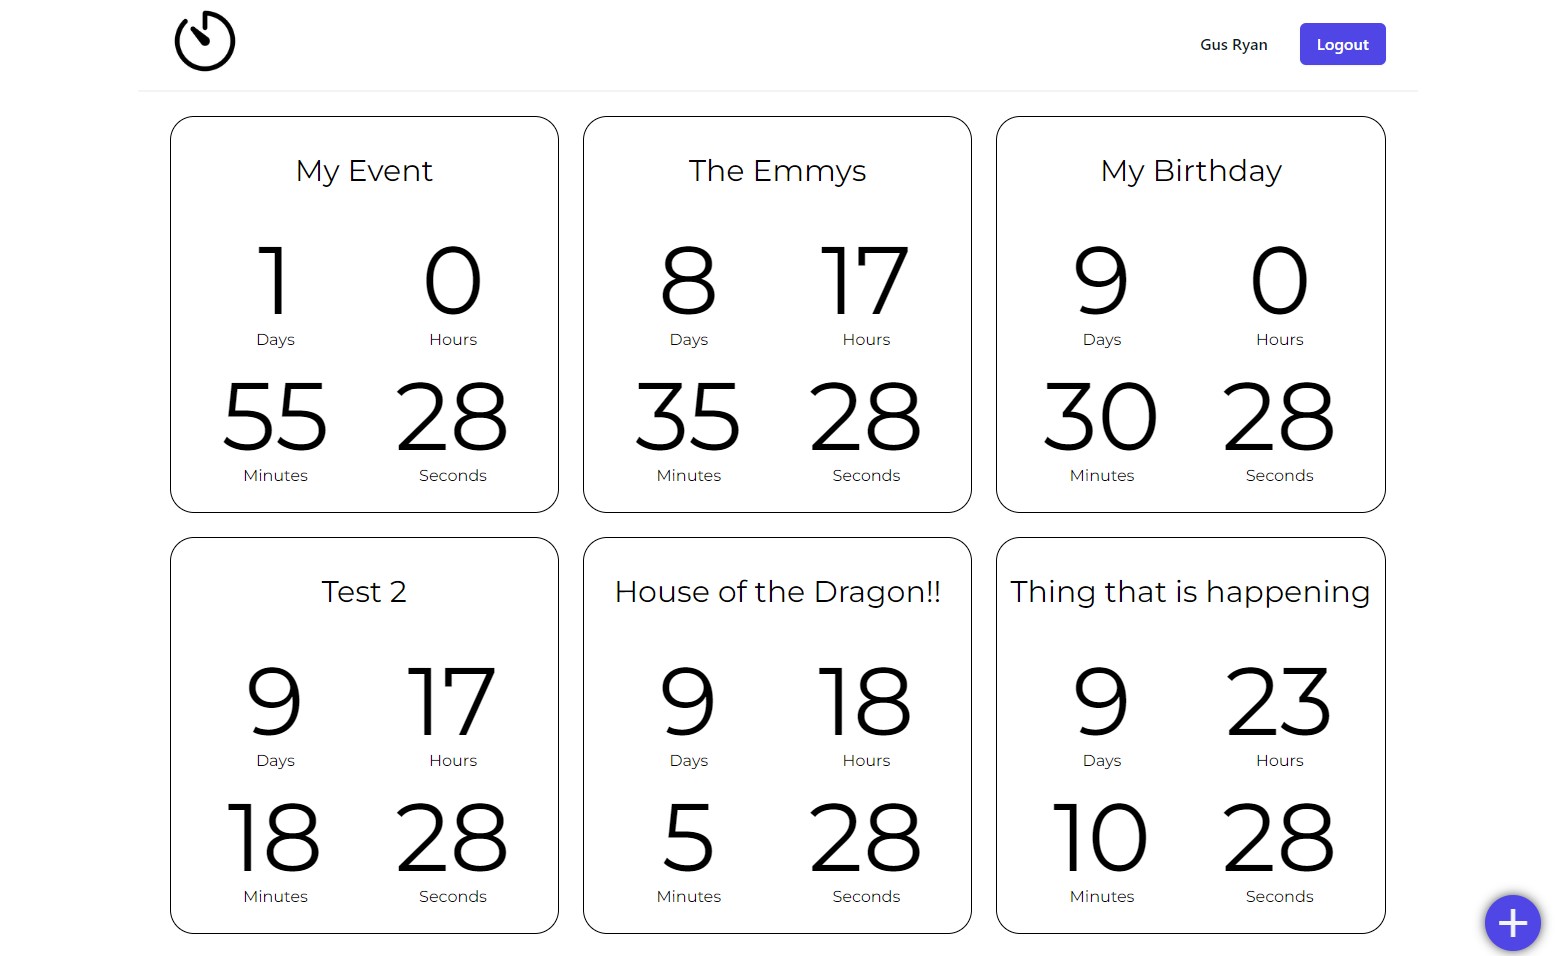 Gus Ryan Logout
My Event
1 0
Days Hours
55 28
Minutes Seconds
The Emmys
8 17
Days Hours
35 28
Minutes Seconds
My Birthday
9 0
Days Hours
30 28
Minutes Seconds
Test 2
9 17
Days Hours
18 28
Minutes Seconds
House of the Dragon!!
9 18
Days Hours
5 28
Minutes Seconds
Thing that is happening
9 23
Days Hours
10 28
Minutes Seconds